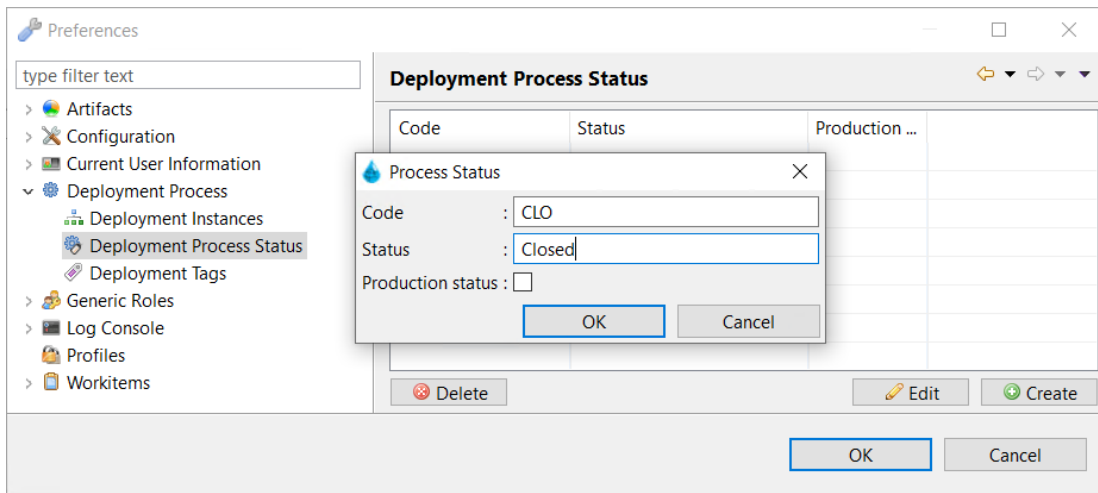 Preferences
type filter text
Artifacts
Configuration
Current User Information
Deployment Process
Deployment Instances
Deployment Process Status
Deployment Tags
Generic Roles
Log Console
Profiles
Workitems
Deployment Process Status
Code Status Production ...
Process Status
Code : CLO
Status : Closed
Production status :
OK Cancel
Delete Edit Create
OK Cancel